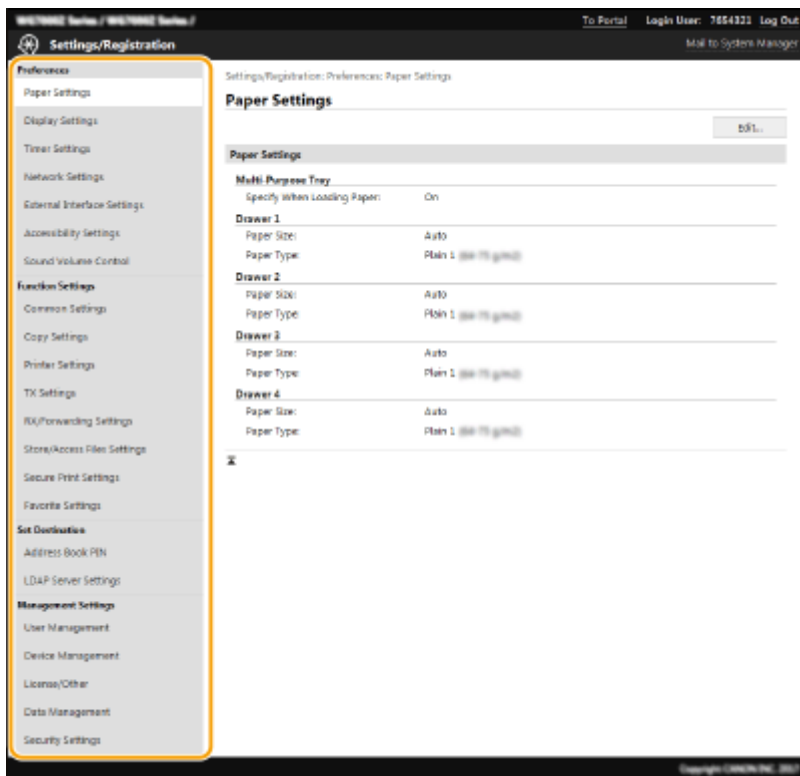 To Portal Login User: 7654321 Log Out
Settings/Registration Mail to System Manager
Preferences
Paper Settings
Display Settings
Timer Settings
Network Settings
External Interface Settings
Accessibility Settings
Sound Volume Control
Function Settings
Common Settings
Copy Settings
Printer Settings
TX Settings
RX/Forwarding Settings
Store/Access Files Settings
Secure Print Settings
Favorite Settings
Set Destination
Address Book PIN
LDAP Server Settings
Management Settings
User Management
Device Management
License/Other
Data Management
Security Settings
Settings/Registration: Preferences: Paper Settings
Paper Settings
Edit...
Paper Settings
Multi-Purpose Tray
Specify When Loading Paper: On
Drawer 1
Paper Size: Auto
Paper Type: Plain 1
Drawer 2
Paper Size: Auto
Paper Type: Plain 1
Drawer 3
Paper Size: Auto
Paper Type: Plain 1
Drawer 4
Paper Size: Auto
Paper Type: Plain 1
Copyright CANON INC. 2017